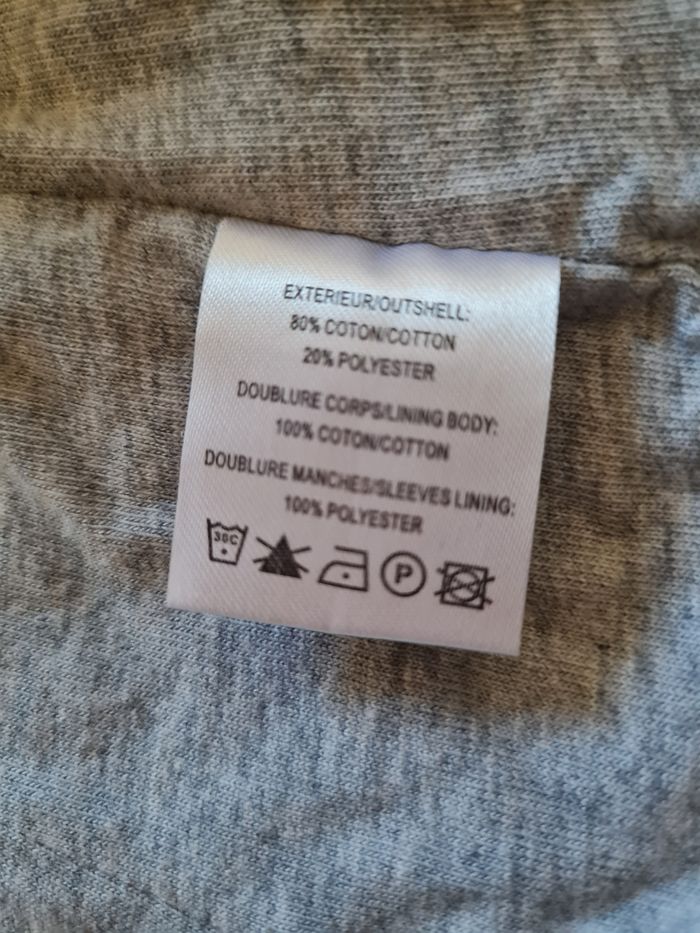 EXTERIEUR/OUTSHELL:
80% COTON/COTTON
20% POLYESTER
DOUBLURE CORPS/LINING BODY:
100% COTON/COTTON
DOUBLURE MANCHES/SLEEVES LINING:
100% POLYESTER
30C P